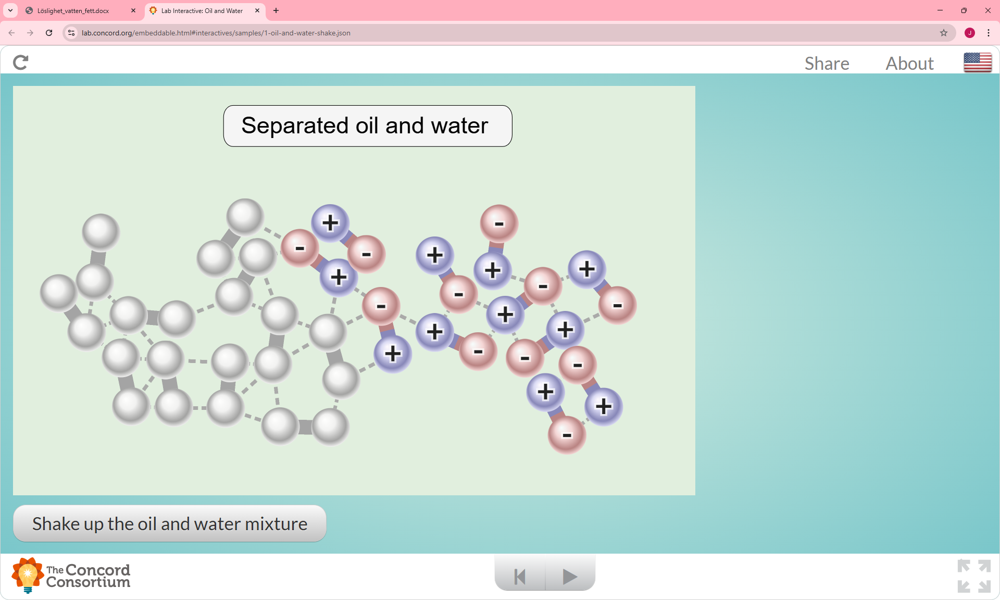 Löslighet_vatten_fett.docx
Lab Interactive: Oil and Water
lab.concord.org/embeddable.html#interactives/samples/1-oil-and-water-shake.json
J
Share
About
Separated oil and water
+
-
-
+
-
+
-
+
+
-
+
-
+
-
+
-
+
-
+
-
+
-
-
+
+
-
Shake up the oil and water mixture
The Concord
Consortium